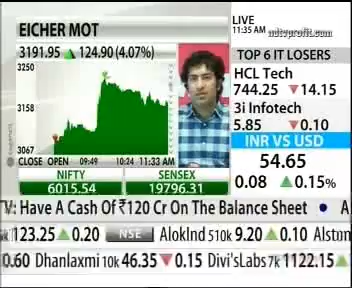 EICHER MOT
3191.95 124.90 (4.07%)
3250
3158
3067
CLOSE OPEN 09:49 10:24 11:33 AM
NIFTY SENSEX
6015.54 19796.31
LIVE
11:35 AM ndtvprofit.com
TOP 6 IT LOSERS
HCL Tech
744.25 14.15
3i Infotech
5.85 0.10
INR VS USD
54.65
0.08 0.15%
TV: Have A Cash Of ₹120 Cr On The Balance Sheet • A
123.25 0.20 NSE AlokInd 510k 9.20 0.10 Alstom
0.60 Dhanlaxmi 10k 46.35 0.15 Divi'sLabs 7k 1122.15